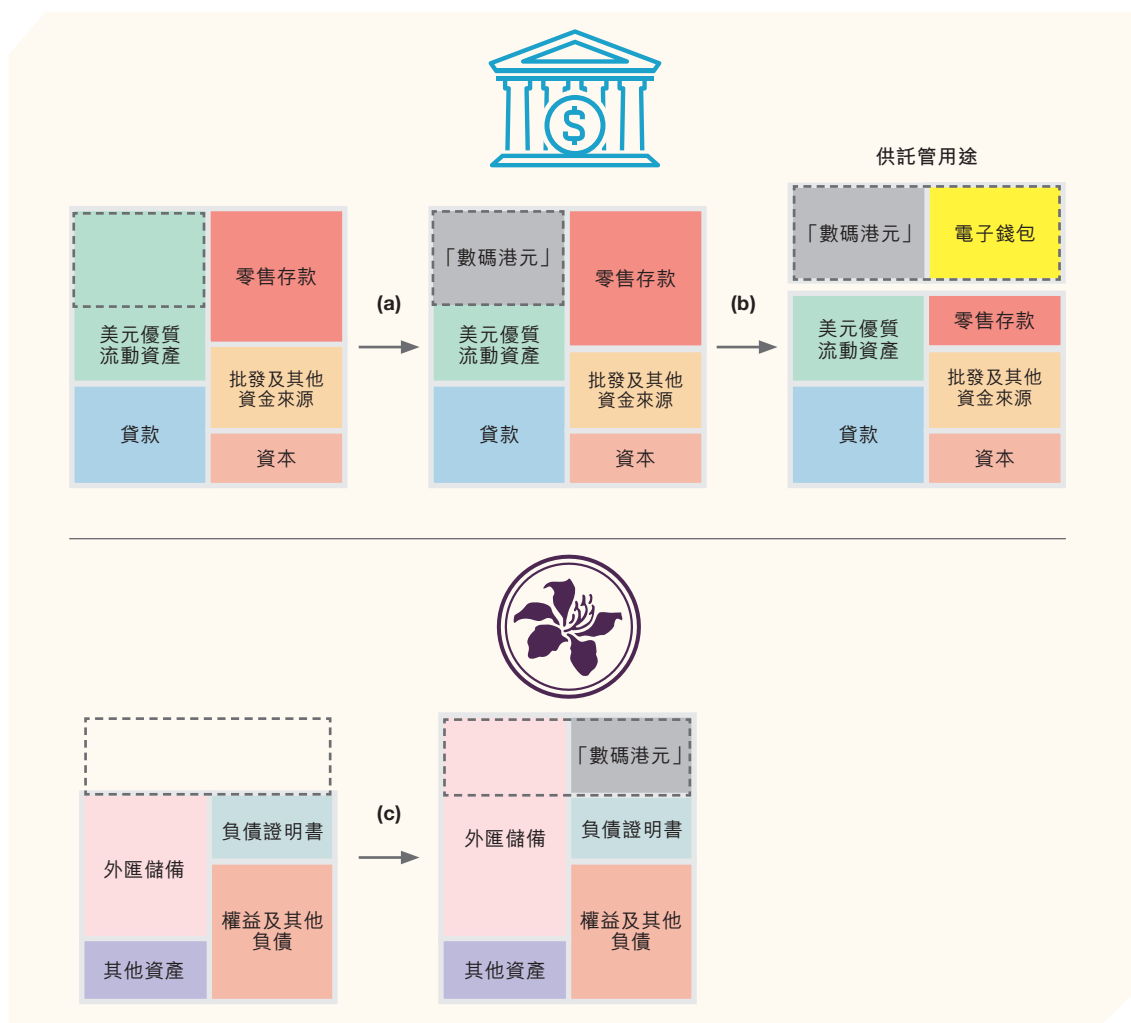 $
供託管用途
零售存款
美元優質
流動資產
批發及其他
資金來源
貸款
資本
(a)
「數碼港元」
零售存款
美元優質
流動資產
批發及其他
資金來源
貸款
資本
(b)
「數碼港元」
電子錢包
美元優質
流動資產
零售存款
批發及其他
資金來源
貸款
資本
外匯儲備
負債證明書
權益及其他
負債
其他資產
(c)
「數碼港元」
外匯儲備
負債證明書
權益及其他
負債
其他資產